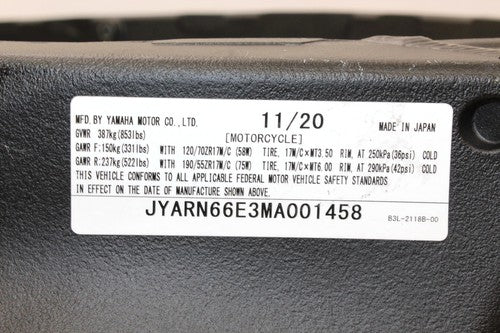 MFD. BY YAMAHA MOTOR CO.,LTD. 11/20 MADE IN JAPAN
GVWR 387kg(853lbs) [MOTORCYCLE]
GAWR F:150kg(331lbs) WITH 120/70ZR17M/C (58W) TIRE, 17M/C×MT3.50 RIM, AT 250kPa(36psi) COLD
GAWR R:237kg(522lbs) WITH 190/55ZR17M/C (75W) TIRE, 17M/C×MT6.00 RIM, AT 290kPa(42psi) COLD
THIS VEHICLE CONFORMS TO ALL APPLICABLE FEDERAL MOTOR VEHICLE SAFETY STANDARDS
IN EFFECT ON THE DATE OF MANUFACTURE SHOWN ABOVE.
JYARN66E3MA001458 B3L-2118B-00